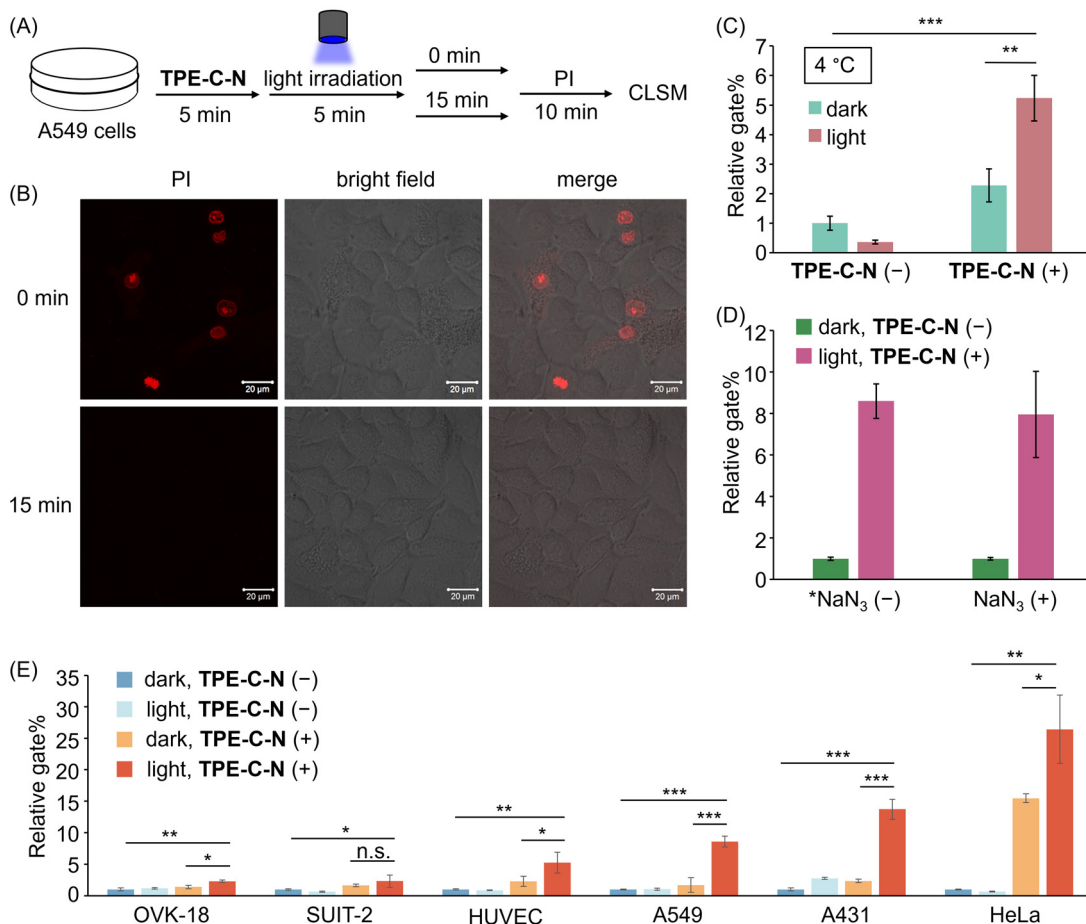 (A)
TPE-C-N
5 min
light irradiation
5 min
0 min
15 min
PI
10 min
CLSM
A549 cells
(B)
PI
bright field
merge
0 min
20 µm
20 µm
20 µm
15 min
20 µm
20 µm
20 µm
(C)
***
**
4 °C
dark
light
Relative gate%
7
6
5
4
3
2
1
0
TPE-C-N (−)
TPE-C-N (+)
(D)
dark, TPE-C-N (−)
light, TPE-C-N (+)
Relative gate%
12
10
8
6
4
2
0
*NaN₃ (−)
NaN₃ (+)
(E)
dark, TPE-C-N (−)
light, TPE-C-N (−)
dark, TPE-C-N (+)
light, TPE-C-N (+)
Relative gate%
35
30
25
20
15
10
5
0
**
*
*
n.s.
**
*
***
***
***
***
**
*
OVK-18
SUIT-2
HUVEC
A549
A431
HeLa